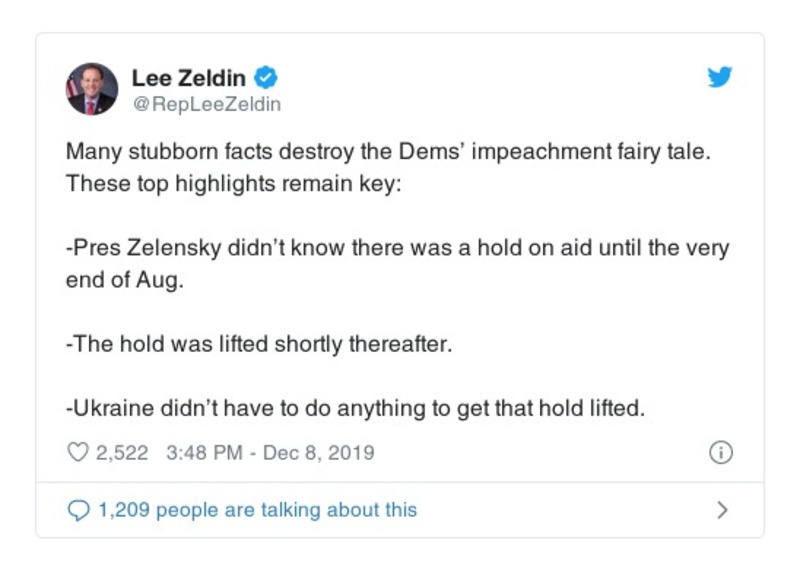 Lee Zeldin
@RepLeeZeldin
Many stubborn facts destroy the Dems’ impeachment fairy tale.
These top highlights remain key:
-Pres Zelensky didn’t know there was a hold on aid until the very
end of Aug.
-The hold was lifted shortly thereafter.
-Ukraine didn’t have to do anything to get that hold lifted.
2,522 3:48 PM - Dec 8, 2019
1,209 people are talking about this